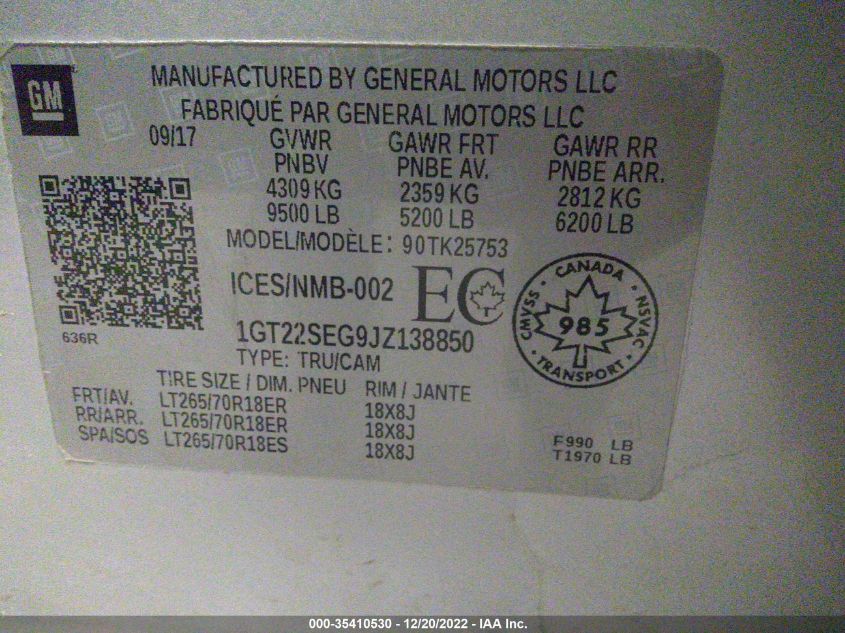 GM
MANUFACTURED BY GENERAL MOTORS LLC
FABRIQUÉ PAR GENERAL MOTORS LLC
09/17 GVWR GAWR FRT GAWR RR
PNBV PNBE AV. PNBE ARR.
4309 KG 2359 KG 2812 KG
9500 LB 5200 LB 6200 LB
MODEL/MODÈLE: 90TK25753
ICES/NMB-002 EC
CANADA
CMVSS 985 NSVAC
TRANSPORT
1GT22SEG9JZ138850
636R
TYPE: TRU/CAM
TIRE SIZE / DIM. PNEU RIM / JANTE
FRT/AV. LT265/70R18ER 18X8J
RR/ARR. LT265/70R18ER 18X8J
SPA/SOS LT265/70R18ES 18X8J
F990 LB
T1970 LB
000-35410530 - 12/20/2022 - IAA Inc.